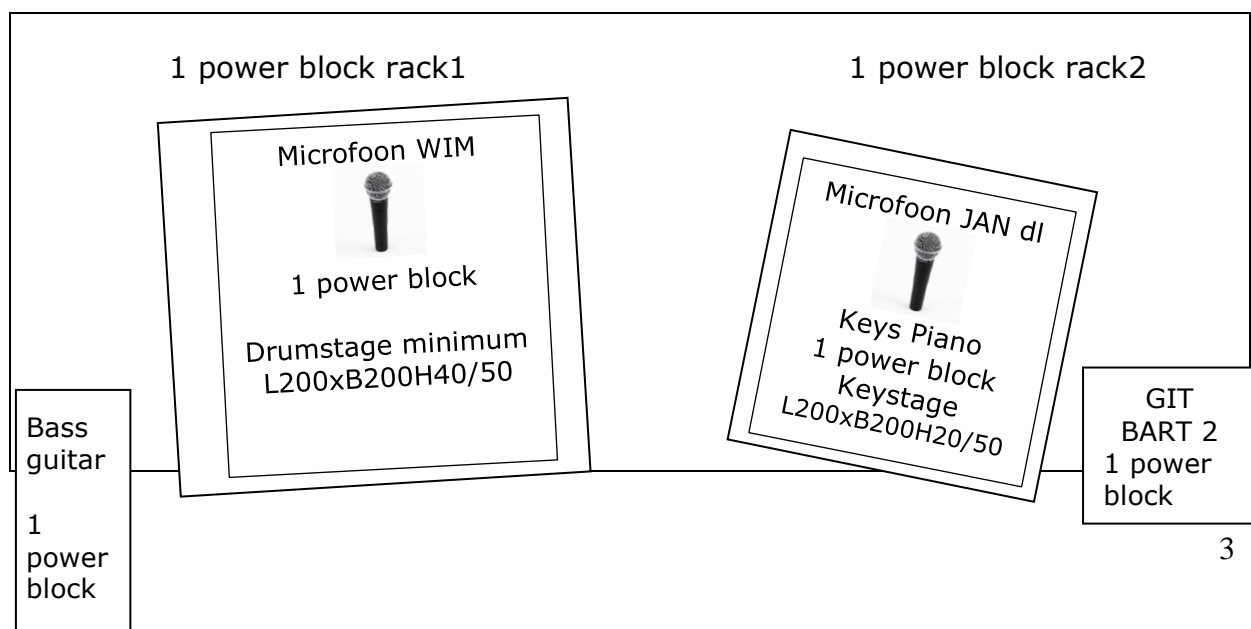 1 power block rack1
1 power block rack2
Microfoon WIM
1 power block
Drumstage minimum
L200xB200H40/50
Microfoon JAN dl
Keys Piano
1 power block
Keystage
L200xB200H20/50
Bass
guitar
1
power
block
GIT
BART 2
1 power
block
3